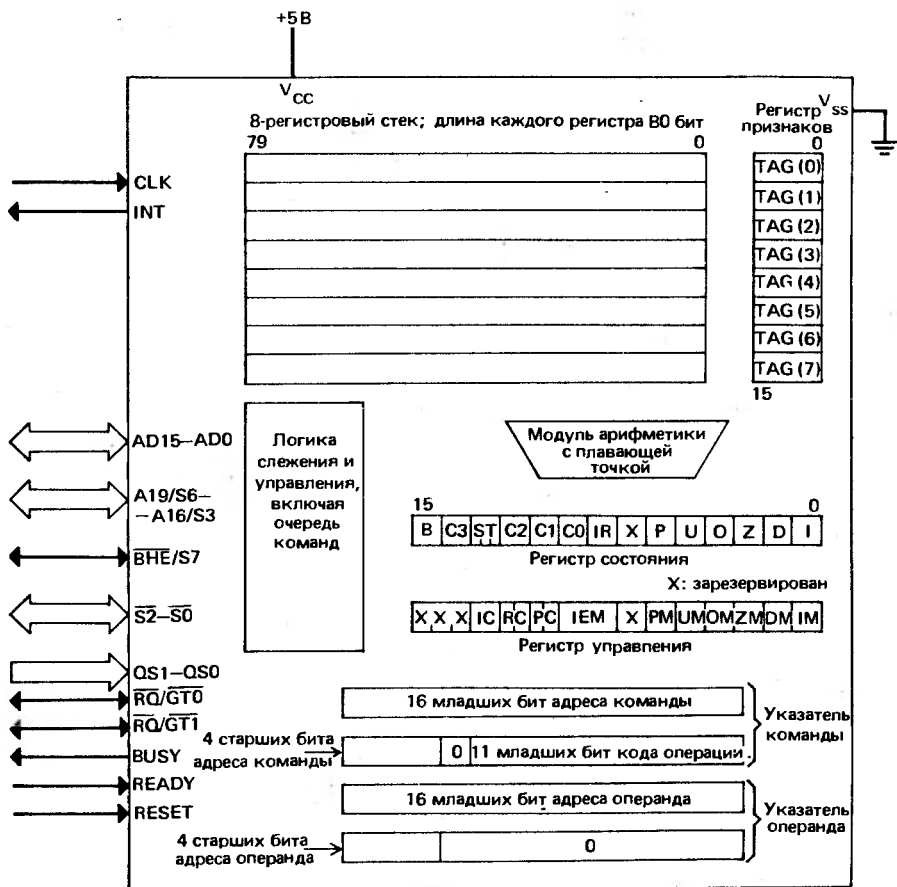 +5В
VCC
VSS
8-регистровый стек; длина каждого регистра В0 бит
Регистр
признаков
79
0
0
TAG (0)
TAG (1)
TAG (2)
TAG (3)
TAG (4)
TAG (5)
TAG (6)
TAG (7)
15
CLK
INT
AD15—AD0
A19/S6—
—A16/S3
BHE/S7
S2—S0
QS1—QS0
RQ/GT0
RQ/GT1
BUSY
READY
RESET
Логика
слежения и
управления,
включая
очередь
команд
Модуль арифметики
с плавающей
точкой
15
0
B C3 ST C2 C1 C0 IR X P U O Z D I
Регистр состояния
X: зарезервирован
X X X IC RC PC IEM X PM UM OM ZM DM IM
Регистр управления
16 младших бит адреса команды
4 старших бита
адреса команды
0 11 младших бит кода операции
Указатель
команды
16 младших бит адреса операнда
4 старших бита
адреса операнда
0
Указатель
операнда